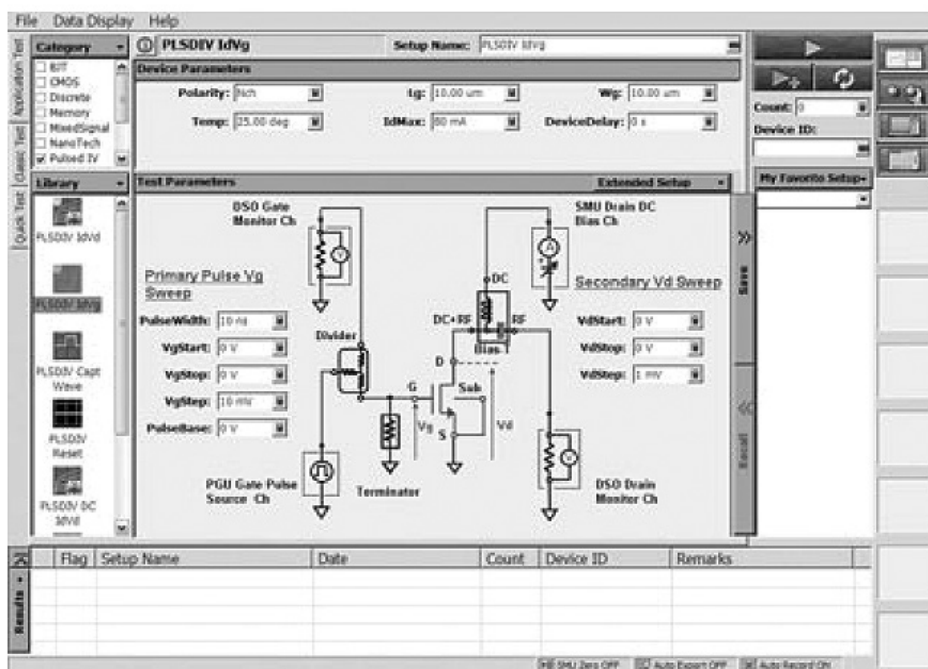 File Data Display Help
Application Test
Classic Test
Quick Test
Category
BJT
CMOS
Discrete
Memory
MixedSignal
NanoTech
Pulsed IV
Library
PLSDIV IdVd
PLSDIV IdVg
PLSDIV Capt
Wave
PLSDIV
Reset
PLSDIV DC
IdVd
PLSDIV IdVg
Setup Name: PLSDIV IdVg
Device Parameters
Polarity: Nch
Lg: 10.00 um
Wg: 10.00 um
Temp: 25.00 deg
IdMax: 80 mA
DeviceDelay: 0 s
Test Parameters
Extended Setup
DSO Gate
Monitor Ch
SMU Drain DC
Bias Ch
V
A
Primary Pulse Vg
Sweep
PulseWidth: 10 ns
VgStart: 0 V
VgStop: 0 V
VgStep: 10 mV
PulseBase: 0 V
Divider
DC
DC+RF
RF
Bias T
D
G
Sub
S
Vg
Vd
Secondary Vd Sweep
VdStart: 0 V
VdStop: 0 V
VdStep: 1 mV
PGU Gate Pulse
Source Ch
Terminator
V
DSO Drain
Monitor Ch
Save
Recall
Count: 0
Device ID:
My Favorite Setup
Results
Flag Setup Name Date Count Device ID Remarks
SMU Zero OFF Auto Export OFF Auto Record ON